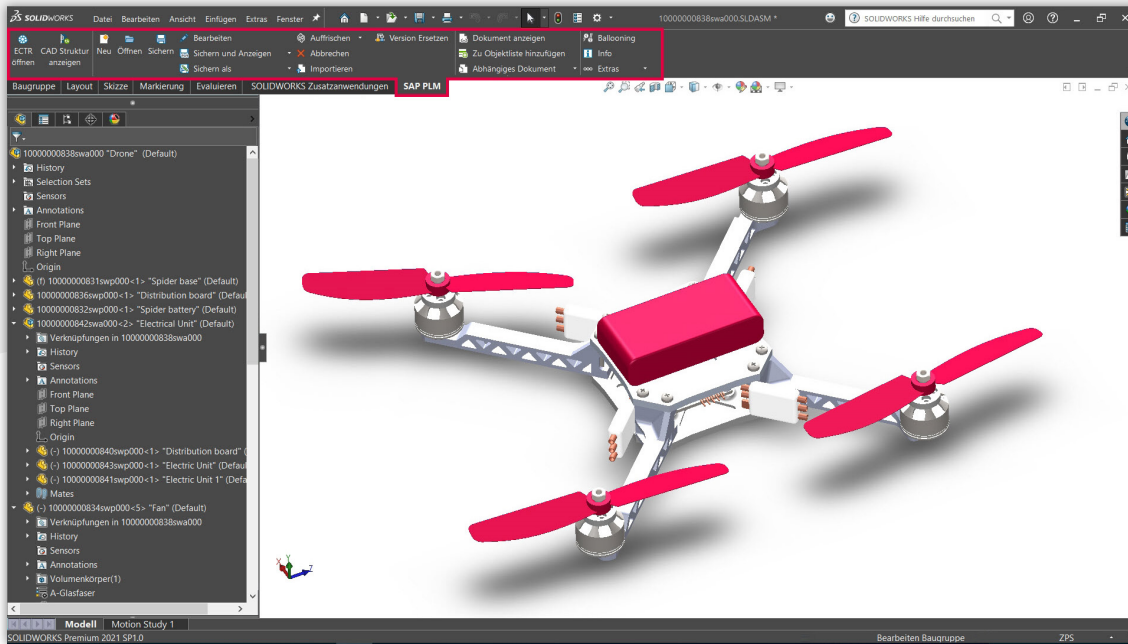 SOLIDWORKS Datei Bearbeiten Ansicht Einfügen Extras Fenster 10000000838swa000.SLDASM * SOLIDWORKS Hilfe durchsuchen
ECTR öffnen
CAD Struktur anzeigen
Neu Öffnen Sichern
Bearbeiten
Sichern und Anzeigen
Sichern als
Auffrischen
Abbrechen
Importieren
Version Ersetzen
Dokument anzeigen
Zu Objektliste hinzufügen
Abhängiges Dokument
Ballooning
Info
Extras
Baugruppe Layout Skizze Markierung Evaluieren SOLIDWORKS Zusatzanwendungen SAP PLM
10000000838swa000 "Drone" (Default)
History
Selection Sets
Sensors
Annotations
Front Plane
Top Plane
Right Plane
Origin
(f) 10000000831swp000<1> "Spider base" (Default)
10000000836swp000<1> "Distribution board" (Defaul
10000000832swp000<1> "Spider battery" (Default)
10000000842swa000<2> "Electrical Unit" (Default)
Verknüpfungen in 10000000838swa000
History
Sensors
Annotations
Front Plane
Top Plane
Right Plane
Origin
(-) 10000000840swp000<1> "Distribution board" (
(-) 10000000843swp000<1> "Electric Unit" (Defaul
(-) 10000000841swp000<1> "Electric Unit 1" (Defa
Mates
(-) 10000000834swp000<5> "Fan" (Default)
Verknüpfungen in 10000000838swa000
History
Sensors
Annotations
Volumenkörper(1)
A-Glasfaser
X Y Z
Modell Motion Study 1
SOLIDWORKS Premium 2021 SP1.0 Bearbeiten Baugruppe ZPS